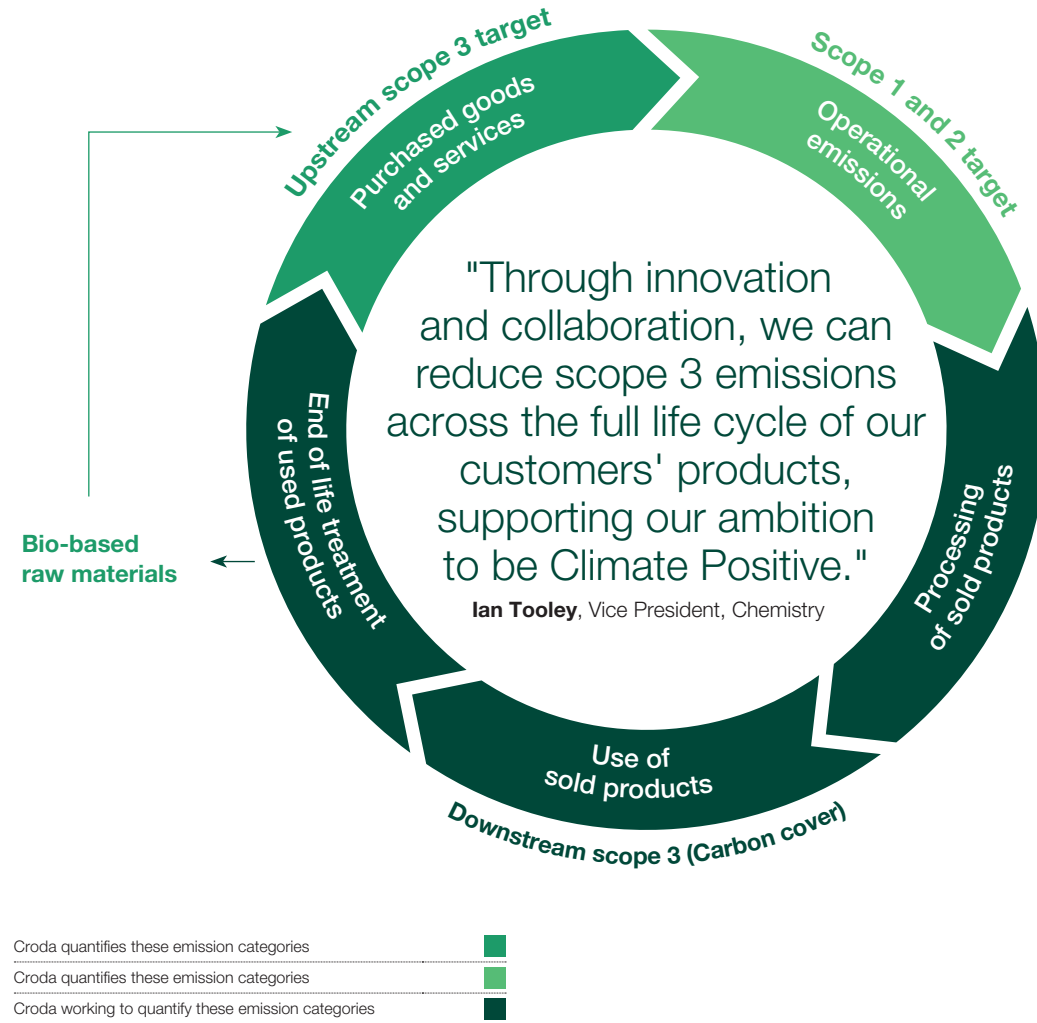 Upstream scope 3 target
Scope 1 and 2 target
Purchased goods
and services
Operational
emissions
"Through innovation
and collaboration, we can
reduce scope 3 emissions
across the full life cycle of our
customers' products,
supporting our ambition
to be Climate Positive."
Ian Tooley, Vice President, Chemistry
End of life treatment
of used products
Processing
of sold products
Bio-based
raw materials
Use of
sold products
Downstream scope 3 (Carbon cover)
Croda quantifies these emission categories
Croda quantifies these emission categories
Croda working to quantify these emission categories